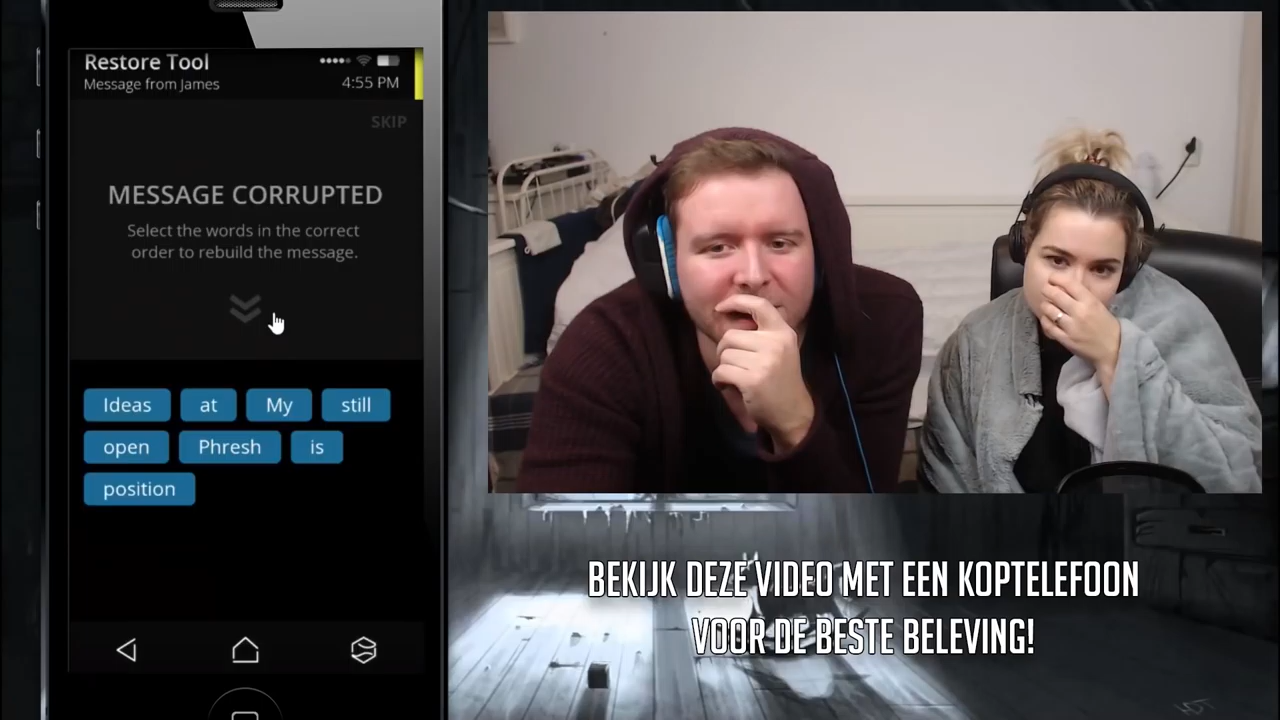 Restore Tool
Message from James
4:55 PM
SKIP
MESSAGE CORRUPTED
Select the words in the correct
order to rebuild the message.
Ideas at My still
open Phresh is
position
BEKIJK DEZE VIDEO MET EEN KOPTELEFOON
VOOR DE BESTE BELEVING!